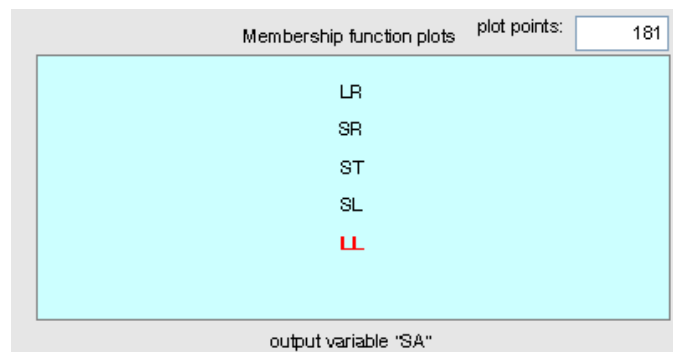 Membership function plots plot points: 181
LR
SR
ST
SL
LL
output variable "SA"